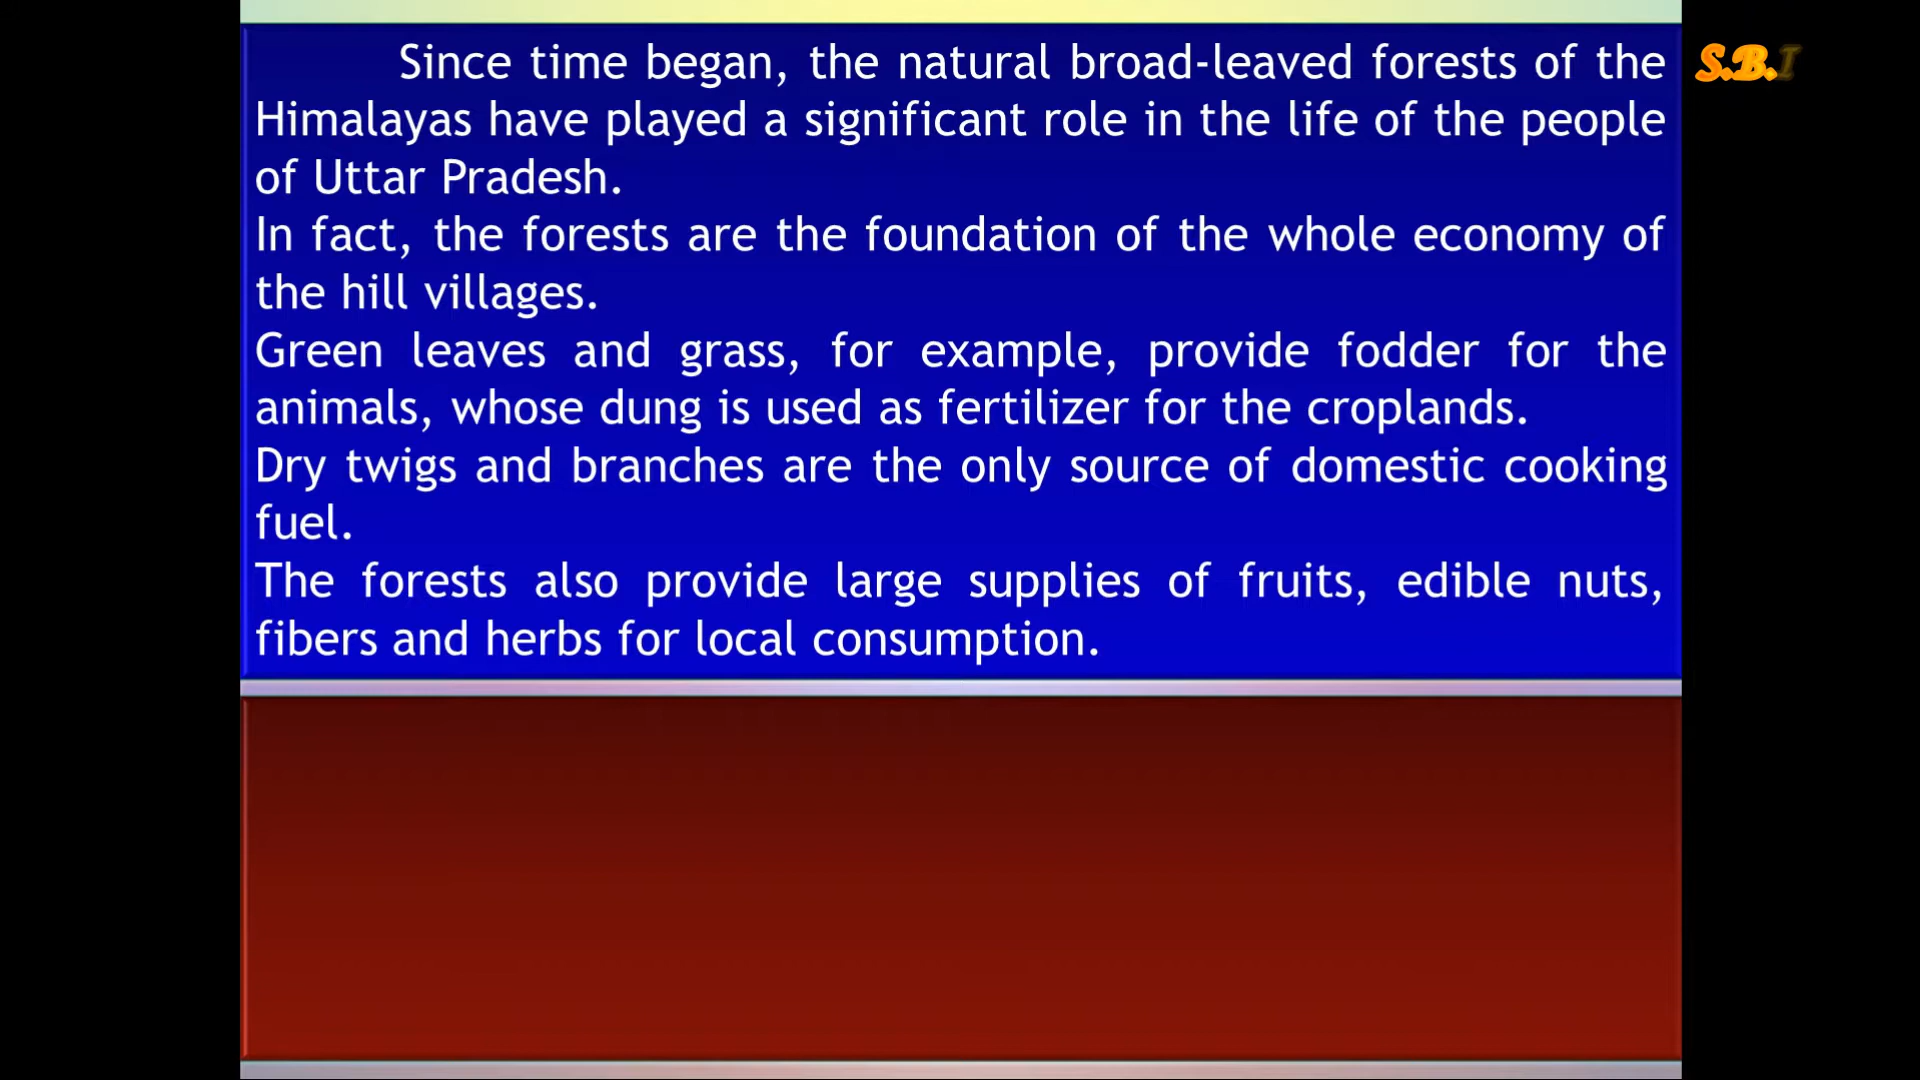 Since time began, the natural broad-leaved forests of the
Himalayas have played a significant role in the life of the people
of Uttar Pradesh.
In fact, the forests are the foundation of the whole economy of
the hill villages.
Green leaves and grass, for example, provide fodder for the
animals, whose dung is used as fertilizer for the croplands.
Dry twigs and branches are the only source of domestic cooking
fuel.
The forests also provide large supplies of fruits, edible nuts,
fibers and herbs for local consumption.
S.B.I